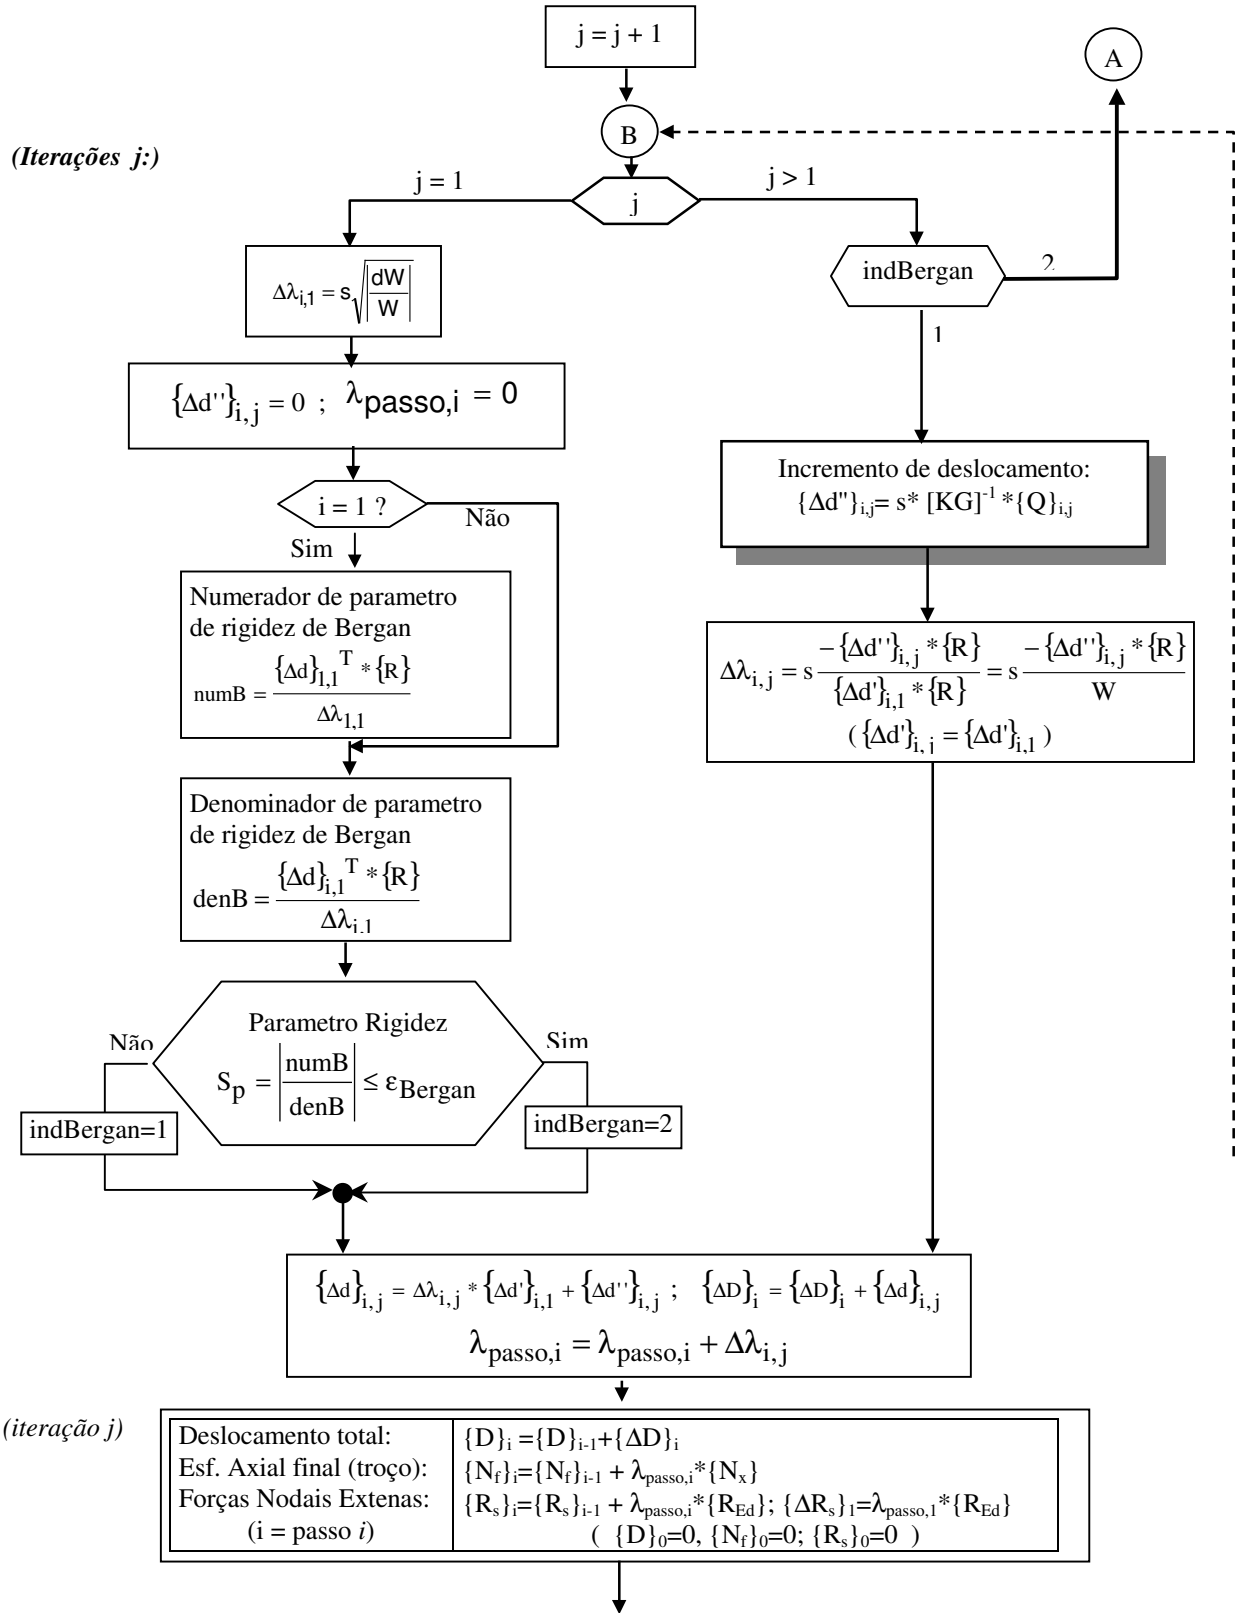 j = j + 1
A
B
(Iterações j:)
j = 1
j > 1
j
indBergan
2
1
Δλi,1 = s√|dW/W|
{Δd''}i,j = 0 ; λpasso,i = 0
i = 1 ?
Não
Sim
Incremento de deslocamento:
{Δd"}i,j= s* [KG]-1 *{Q}i,j
Numerador de parametro
de rigidez de Bergan
numB = {Δd}1,1T * {R} / Δλ1,1
Δλi,j = s -{Δd''}i,j * {R} / {Δd'}i,1 * {R} = s -{Δd''}i,j * {R} / W
( {Δd'}i,j = {Δd'}i,1 )
Denominador de parametro
de rigidez de Bergan
denB = {Δd}i,1T * {R} / Δλi,1
Parametro Rigidez
Não
Sim
Sp = |numB/denB| ≤ εBergan
indBergan=1
indBergan=2
{Δd}i,j = Δλi,j * {Δd'}i,1 + {Δd''}i,j ; {ΔD}i = {ΔD}i + {Δd}i,j
λpasso,i = λpasso,i + Δλi,j
(iteração j)
Deslocamento total: {D}i ={D}i-1+{ΔD}i
Esf. Axial final (troço): {Nf}i={Nf}i-1 + λpasso,i*{Nx}
Forças Nodais Extenas: {Rs}i={Rs}i-1 + λpasso,i*{REd}; {ΔRs}1=λpasso,1*{REd}
(i = passo i) ( {D}0=0, {Nf}0=0; {Rs}0=0 )